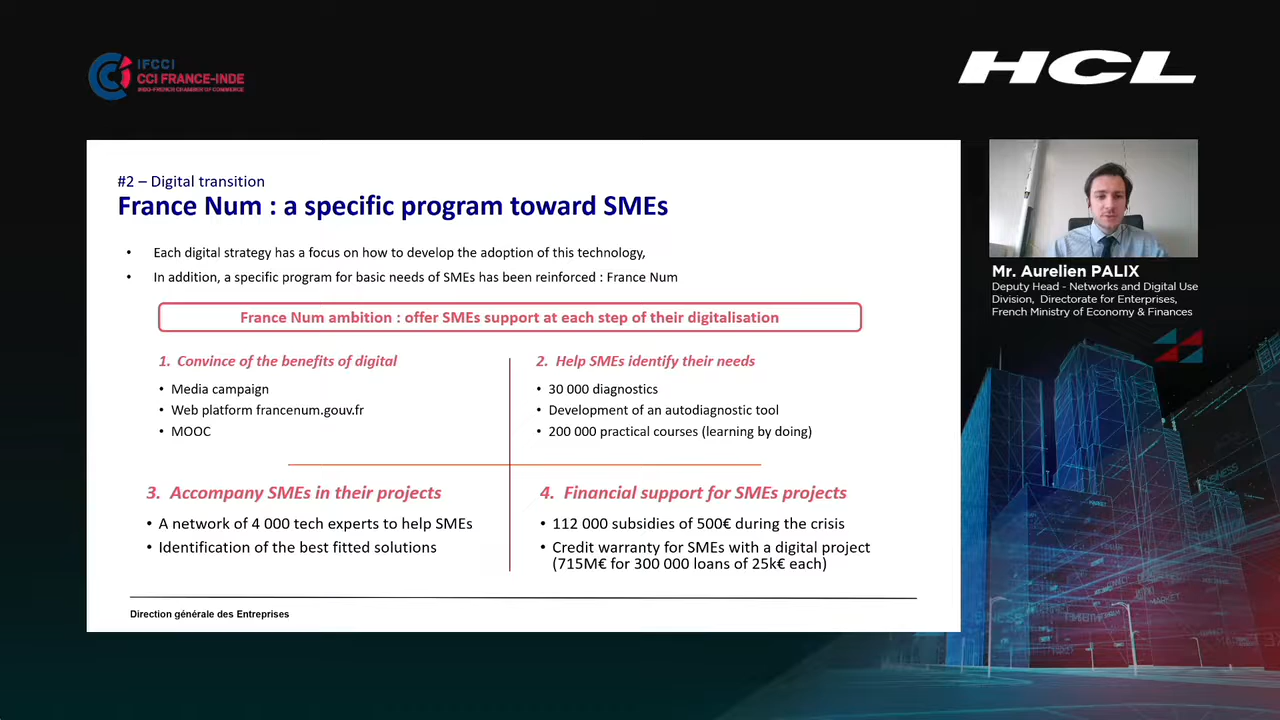 IFCCI
CCI FRANCE-INDE
INDO-FRENCH CHAMBER OF COMMERCE
HCL
#2 – Digital transition
France Num : a specific program toward SMEs
• Each digital strategy has a focus on how to develop the adoption of this technology,
• In addition, a specific program for basic needs of SMEs has been reinforced : France Num
France Num ambition : offer SMEs support at each step of their digitalisation
1. Convince of the benefits of digital
• Media campaign
• Web platform francenum.gouv.fr
• MOOC
2. Help SMEs identify their needs
• 30 000 diagnostics
• Development of an autodiagnostic tool
• 200 000 practical courses (learning by doing)
3. Accompany SMEs in their projects
• A network of 4 000 tech experts to help SMEs
• Identification of the best fitted solutions
4. Financial support for SMEs projects
• 112 000 subsidies of 500€ during the crisis
• Credit warranty for SMEs with a digital project
(715M€ for 300 000 loans of 25k€ each)
Direction générale des Entreprises
Mr. Aurelien PALIX
Deputy Head - Networks and Digital Use
Division, Directorate for Enterprises,
French Ministry of Economy & Finances
MARKET